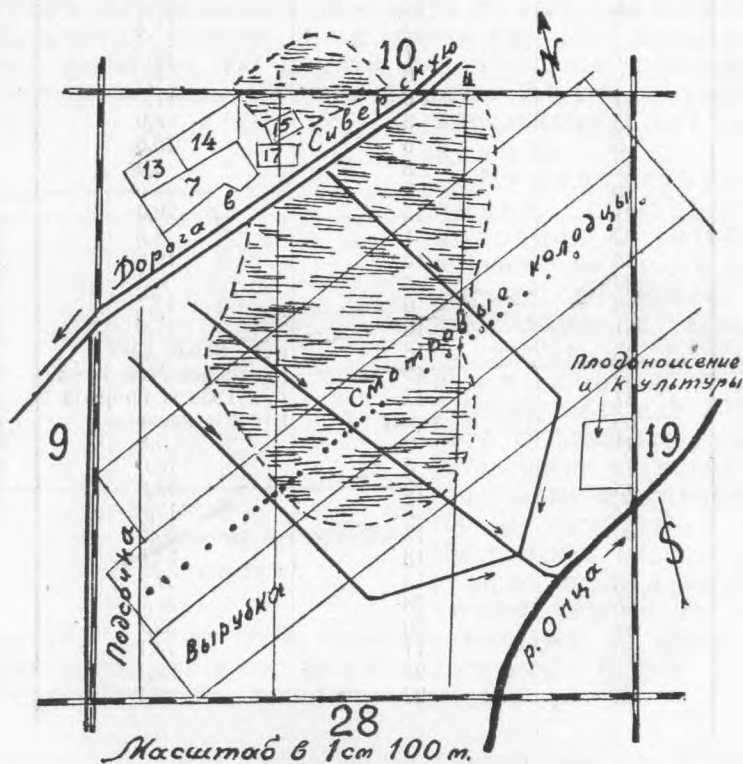 N
10
Дорога в Сиверскую
15
14
13
17
7
Смотровые колодцы
Плодоношение
и культуры
9
19
S
Подсочка
Вырубка
р. Онца
28
Масштаб в 1см 100 м.